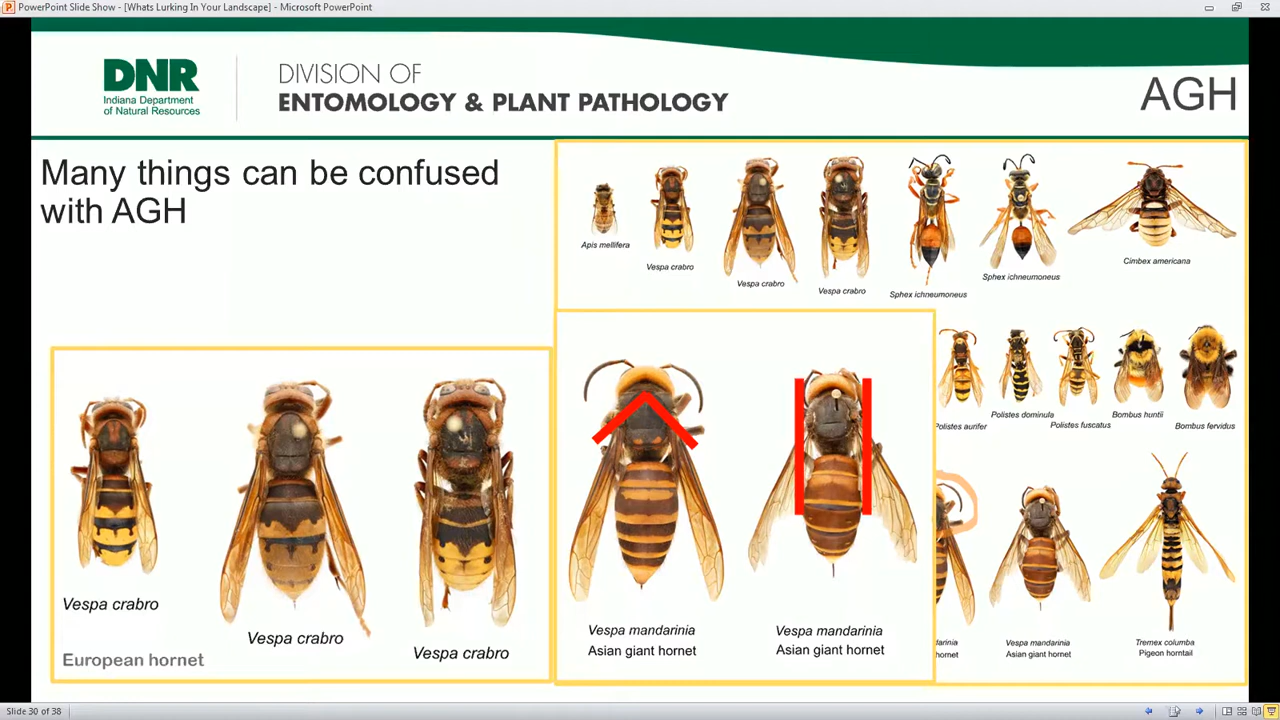 PowerPoint Slide Show - [Whats Lurking In Your Landscape] - Microsoft PowerPoint
DNR
Indiana Department
of Natural Resources
DIVISION OF
ENTOMOLOGY & PLANT PATHOLOGY
AGH
Many things can be confused
with AGH
Apis mellifera
Vespa crabro
Vespa crabro
Vespa crabro
Sphex ichneumoneus
Sphex ichneumoneus
Cimbex americana
Polistes aurifer
Polistes dominula
Polistes fuscatus
Bombus huntii
Bombus fervidus
Vespa crabro
Vespa crabro
Vespa crabro
European hornet
Vespa mandarinia
Asian giant hornet
Vespa mandarinia
Asian giant hornet
darinia
hornet
Vespa mandarinia
Asian giant hornet
Tremex columba
Pigeon horntail
Slide 30 of 38